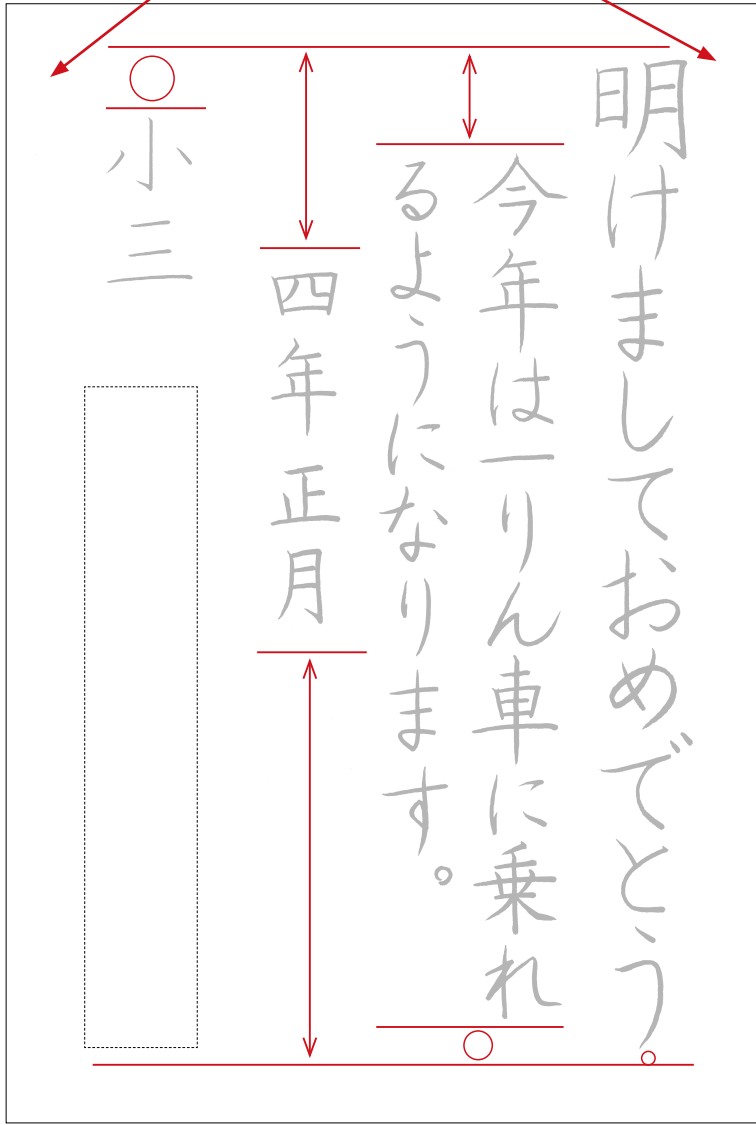 明けましておめでとう
今年は一りん車に乗れ
るようになります。
四年正月
小三